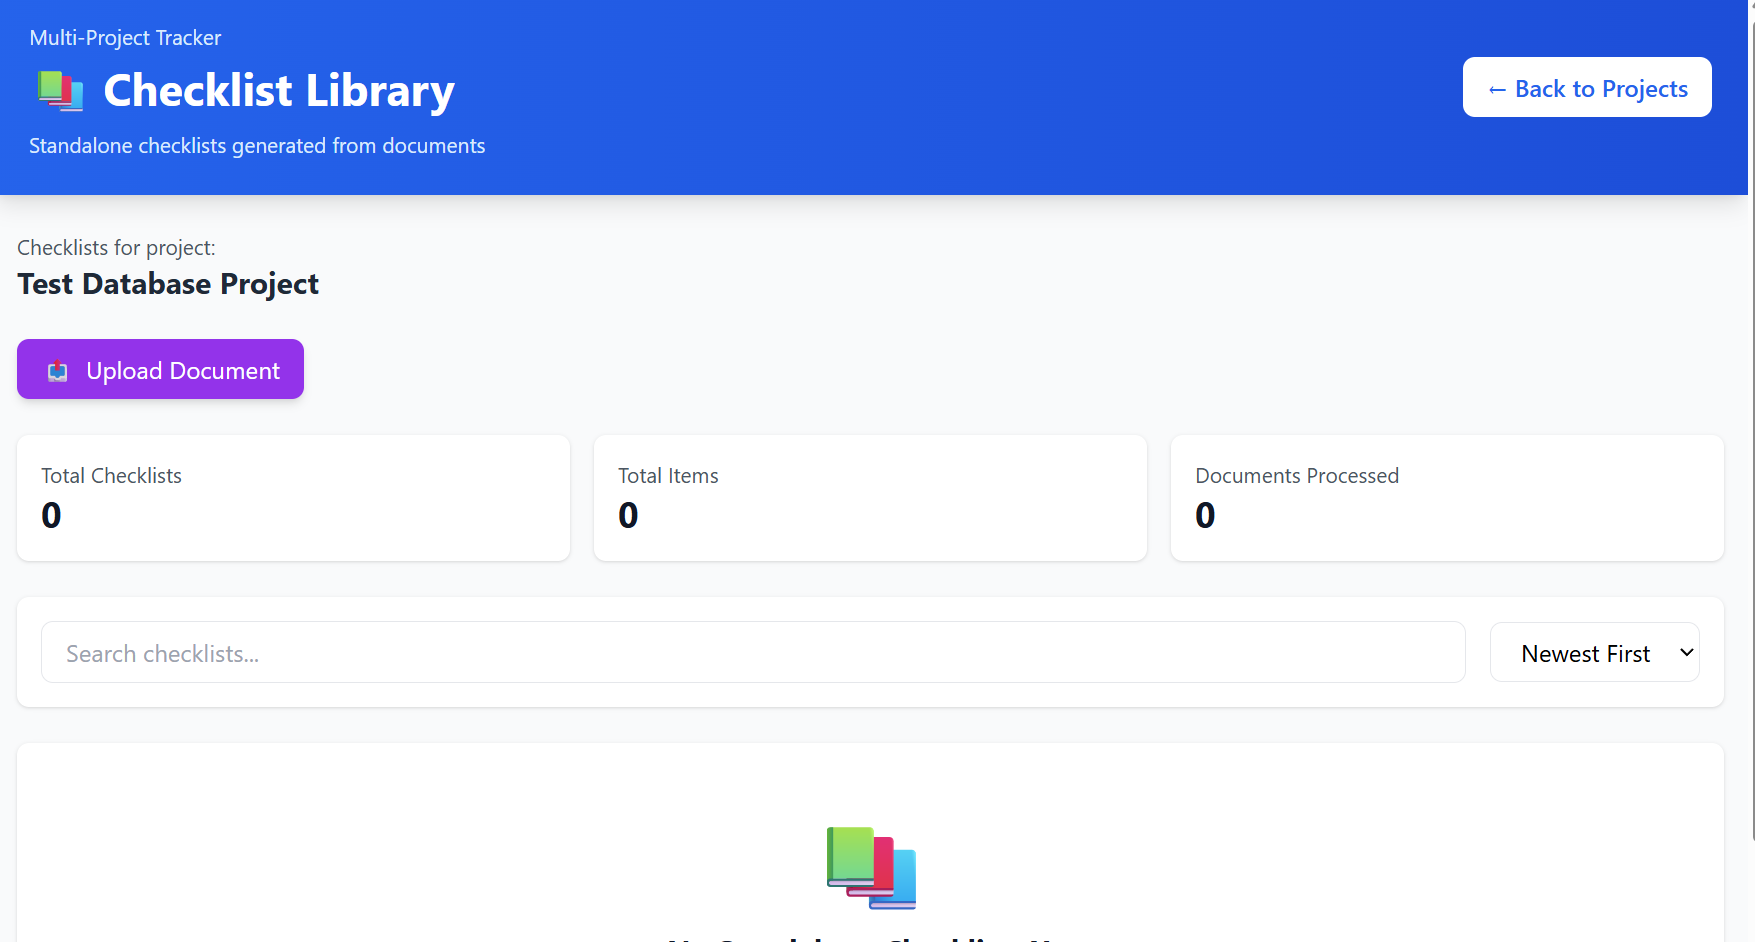 Multi-Project Tracker
Checklist Library
← Back to Projects
Standalone checklists generated from documents
Checklists for project:
Test Database Project
Upload Document
Total Checklists
0
Total Items
0
Documents Processed
0
Search checklists...
Newest First